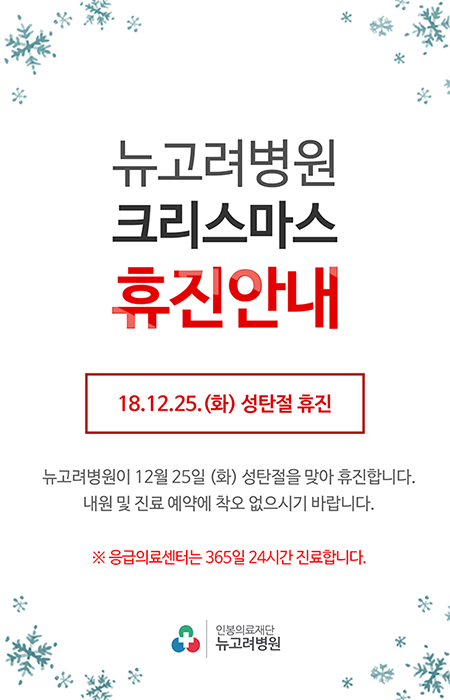 뉴고려병원
크리스마스
휴진안내
18.12.25.(화) 성탄절 휴진
뉴고려병원이 12월 25일 (화) 성탄절을 맞아 휴진합니다.
내원 및 진료 예약에 착오 없으시기 바랍니다.
※ 응급의료센터는 365일 24시간 진료합니다.
인봉의료재단
뉴고려병원